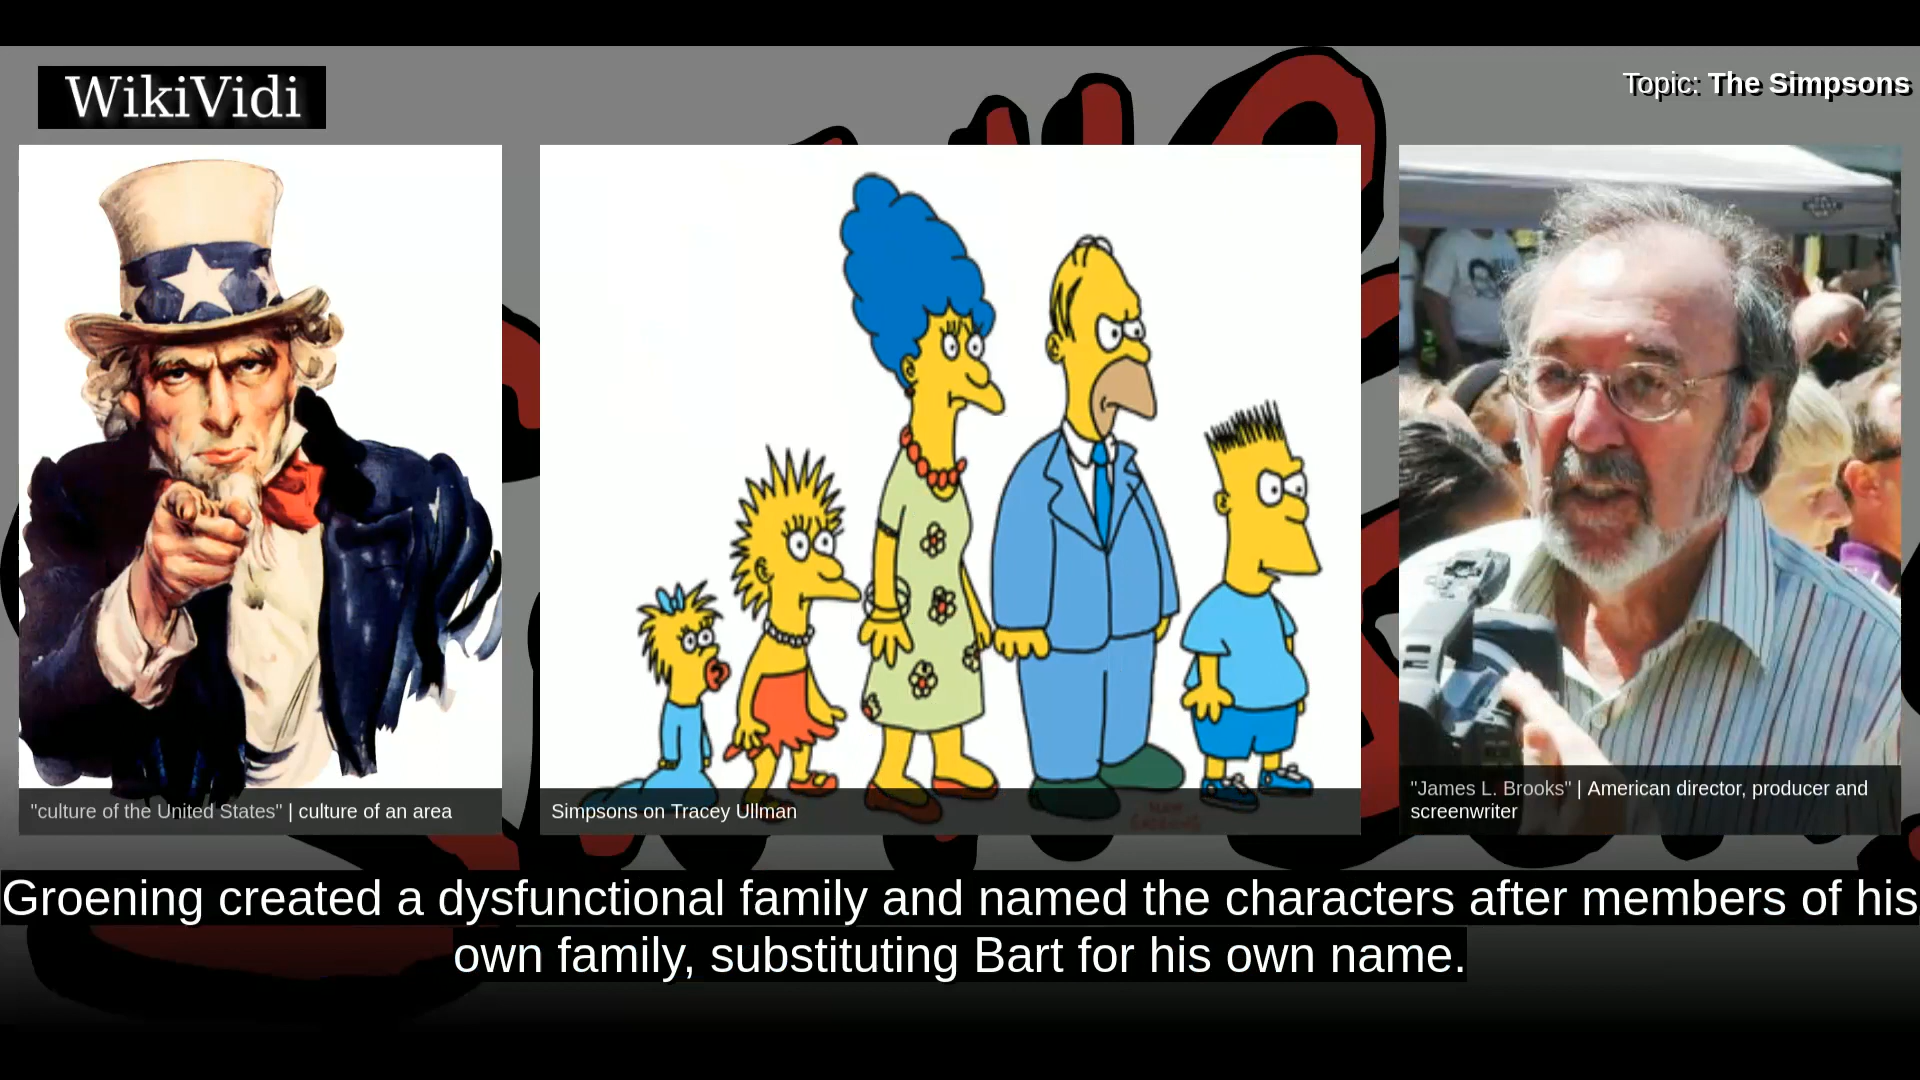 WikiVidi
Topic: The Simpsons
"culture of the United States" | culture of an area
Simpsons on Tracey Ullman
"James L. Brooks" | American director, producer and
screenwriter
Groening created a dysfunctional family and named the characters after members of his
own family, substituting Bart for his own name.